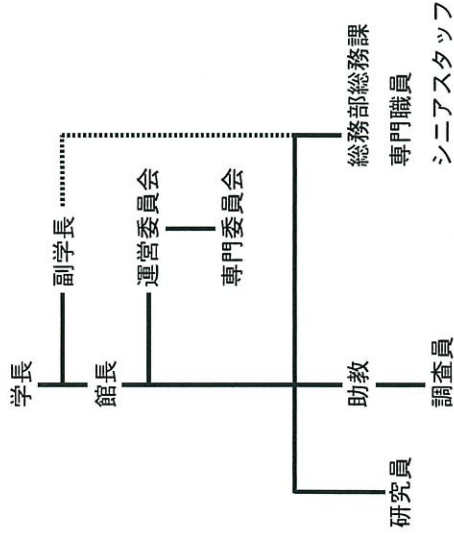 学長
副学長
館長
運営委員会
専門委員会
研究員
助教
調査員
総務部総務課
専門職員
シニアスタッフ